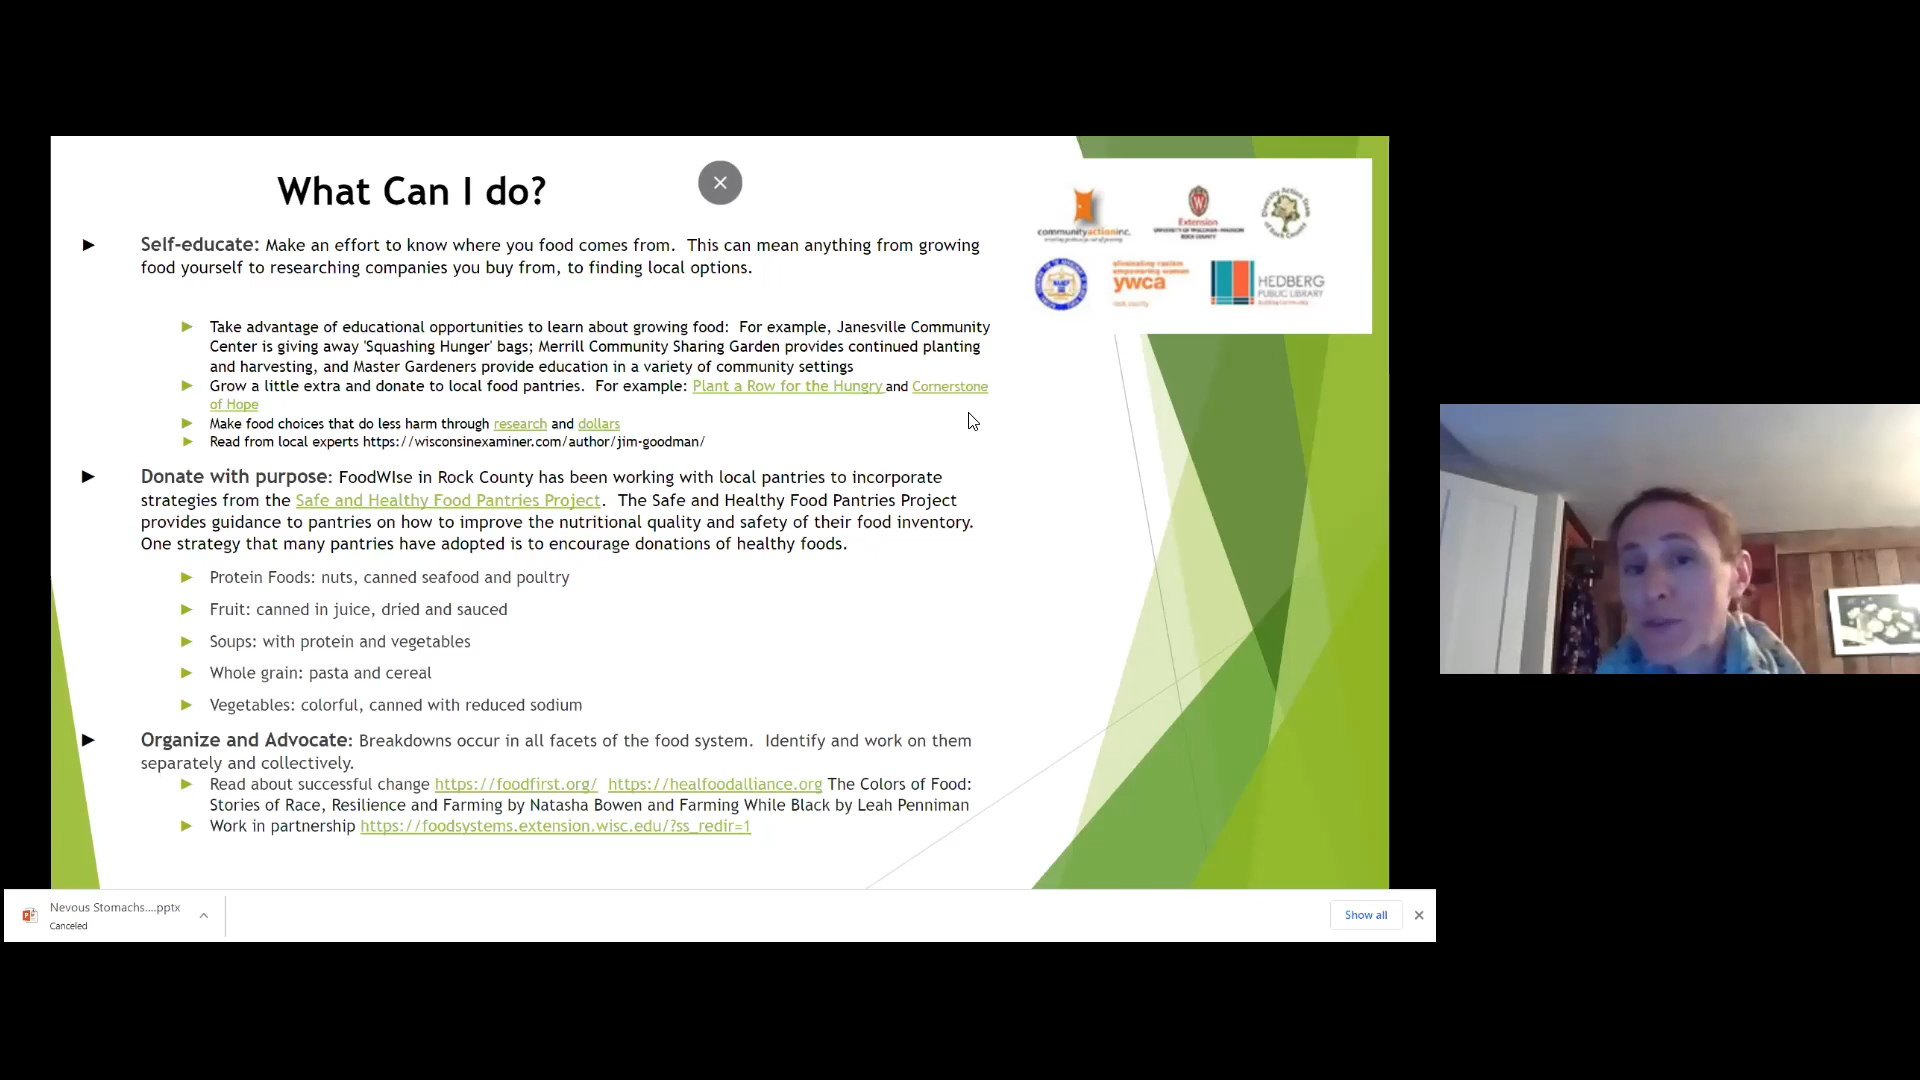 What Can I do?
Self-educate: Make an effort to know where you food comes from. This can mean anything from growing
food yourself to researching companies you buy from, to finding local options.
Take advantage of educational opportunities to learn about growing food: For example, Janesville Community
Center is giving away 'Squashing Hunger' bags; Merrill Community Sharing Garden provides continued planting
and harvesting, and Master Gardeners provide education in a variety of community settings
Grow a little extra and donate to local food pantries. For example: Plant a Row for the Hungry and Cornerstone
of Hope
Make food choices that do less harm through research and dollars
Read from local experts https://wisconsinexaminer.com/author/jim-goodman/
Donate with purpose: FoodWIse in Rock County has been working with local pantries to incorporate
strategies from the Safe and Healthy Food Pantries Project. The Safe and Healthy Food Pantries Project
provides guidance to pantries on how to improve the nutritional quality and safety of their food inventory.
One strategy that many pantries have adopted is to encourage donations of healthy foods.
Protein Foods: nuts, canned seafood and poultry
Fruit: canned in juice, dried and sauced
Soups: with protein and vegetables
Whole grain: pasta and cereal
Vegetables: colorful, canned with reduced sodium
Organize and Advocate: Breakdowns occur in all facets of the food system. Identify and work on them
separately and collectively.
Read about successful change https://foodfirst.org/ https://healfoodalliance.org The Colors of Food:
Stories of Race, Resilience and Farming by Natasha Bowen and Farming While Black by Leah Penniman
Work in partnership https://foodsystems.extension.wisc.edu/?ss_redir=1
communityactioninc.
W
Extension
UNIVERSITY OF WISCONSIN-MADISON
ROCK COUNTY
Diversity Action Team
of Rock County
eliminating racism
empowering women
ywca
rock county
HEDBERG
PUBLIC LIBRARY
building community
Nevous Stomachs....pptx
Canceled
Show all